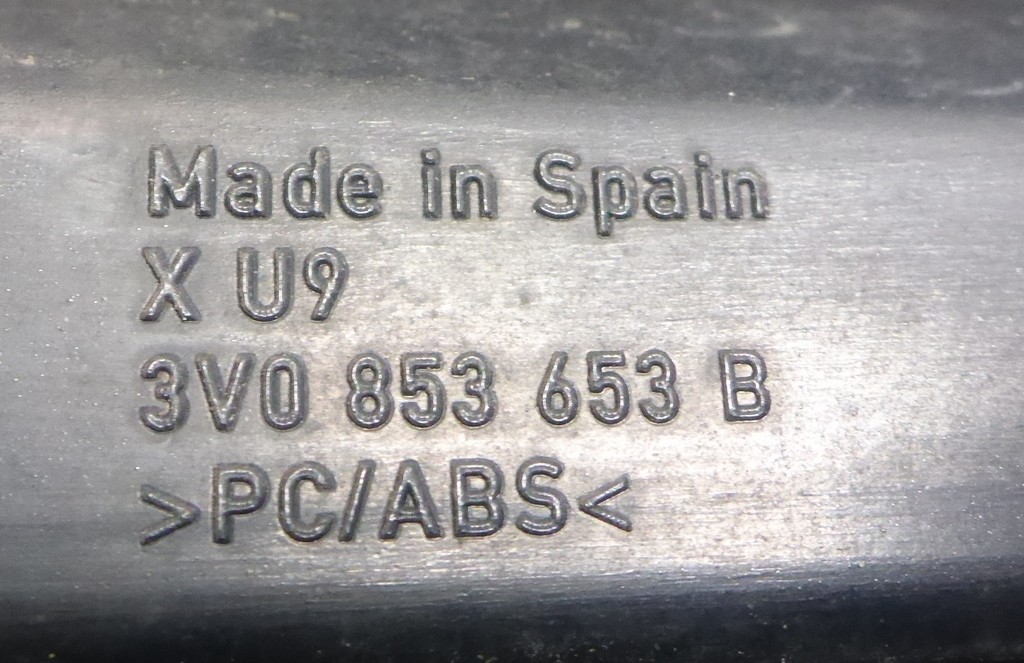 Made in Spain
X U9
3V0 853 653 B
>PC/ABS<